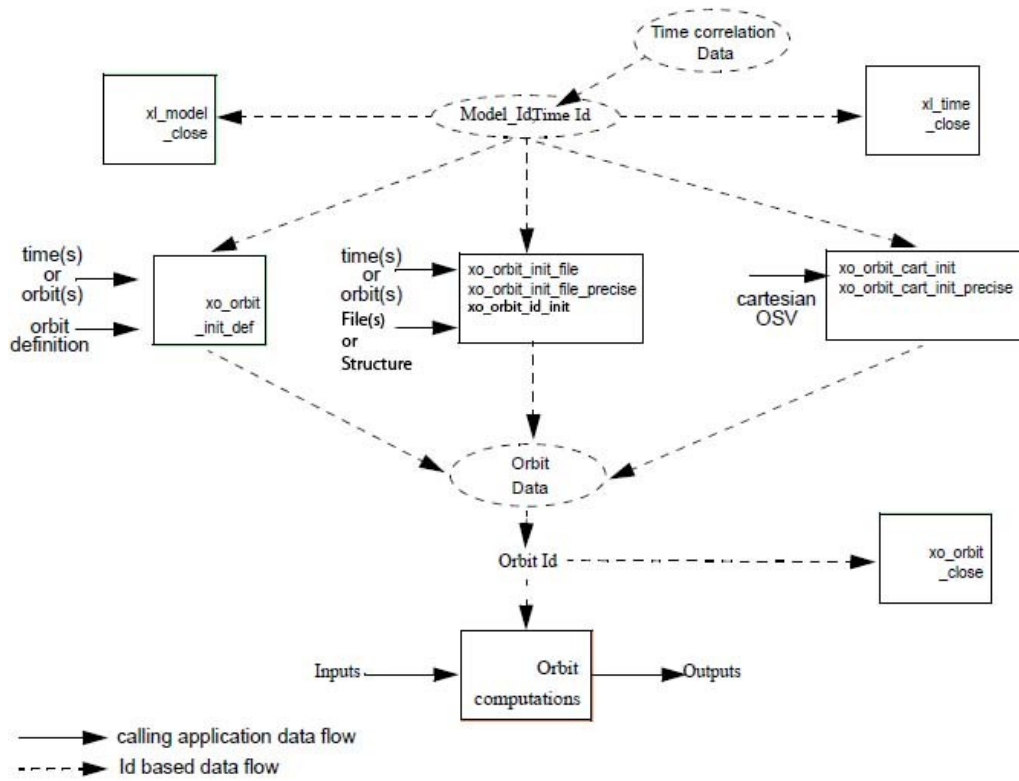 Time correlation
Data
xl_model
_close
Model_Id,Time Id
xl_time
_close
time(s)
or
orbit(s)
orbit
definition
xo_orbit
_init_def
time(s)
or
orbit(s)
File(s)
or
Structure
xo_orbit_init_file
xo_orbit_init_file_precise
xo_orbit_id_init
cartesian
OSV
xo_orbit_cart_init
xo_orbit_cart_init_precise
Orbit
Data
Orbit Id
xo_orbit
_close
Inputs
Orbit
computations
Outputs
calling application data flow
Id based data flow